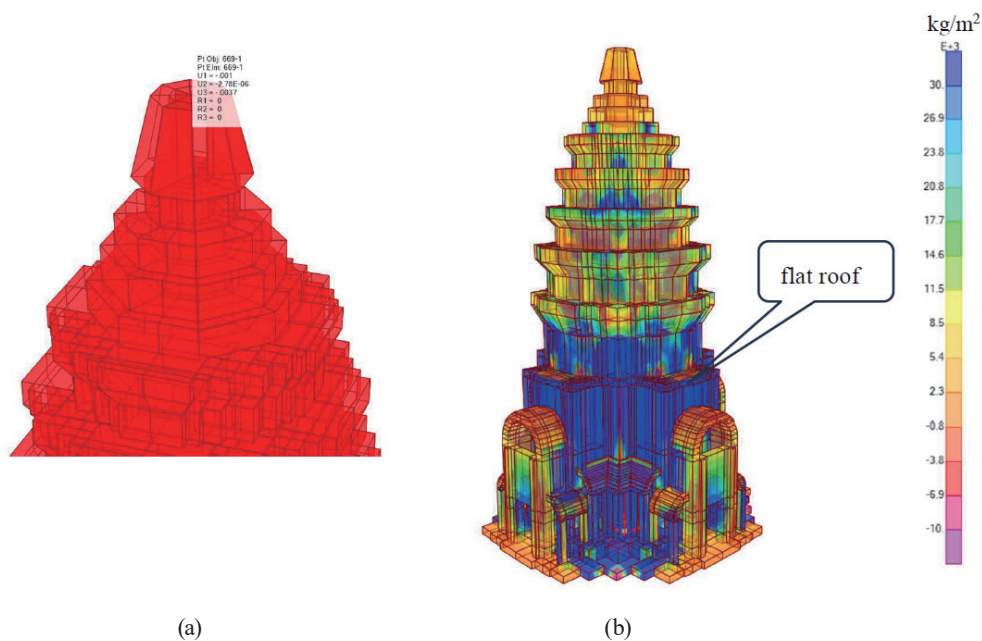 Pt Obj: 669-1
Pt Elm: 669-1
U1 = -.001
U2 = -2.78E-06
U3 = -.0037
R1 = 0
R2 = 0
R3 = 0
kg/m²
E+3
30.
26.9
23.8
20.8
17.7
14.6
11.5
8.5
5.4
2.3
-0.8
-3.8
-6.9
-10.
flat roof
(a)
(b)